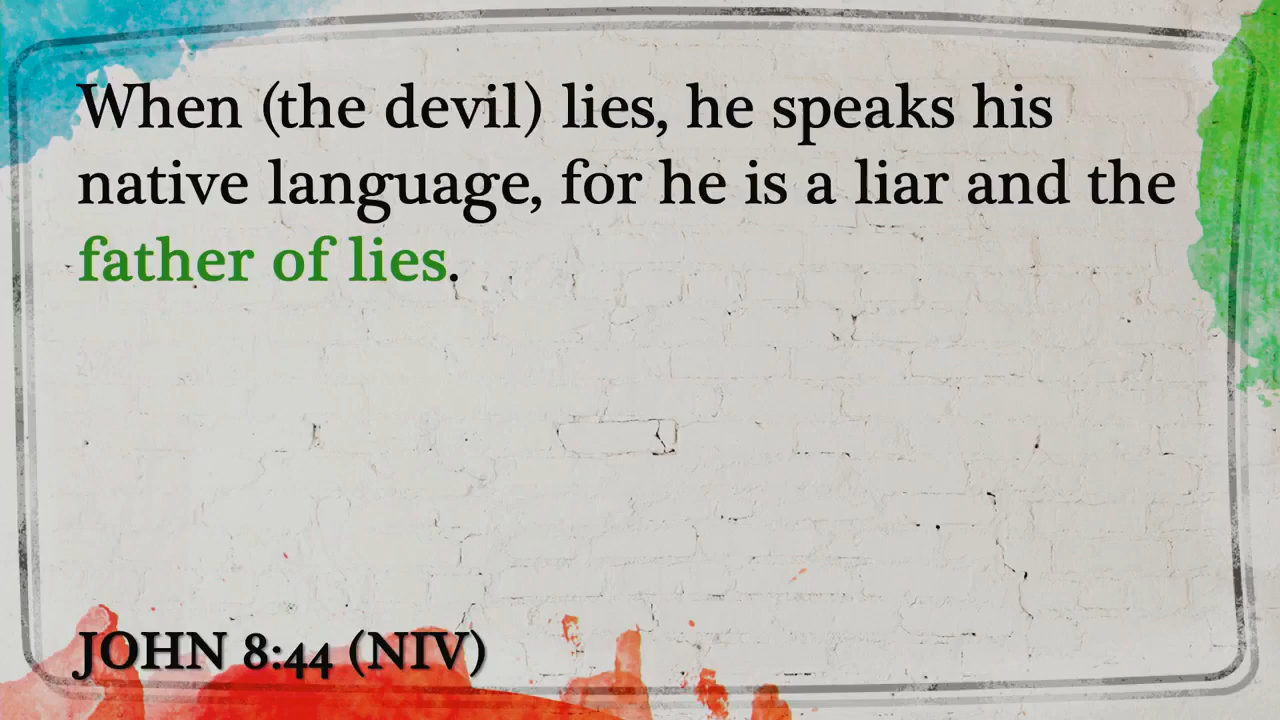 When (the devil) lies, he speaks his
native language, for he is a liar and the
father of lies.
JOHN 8:44 (NIV)